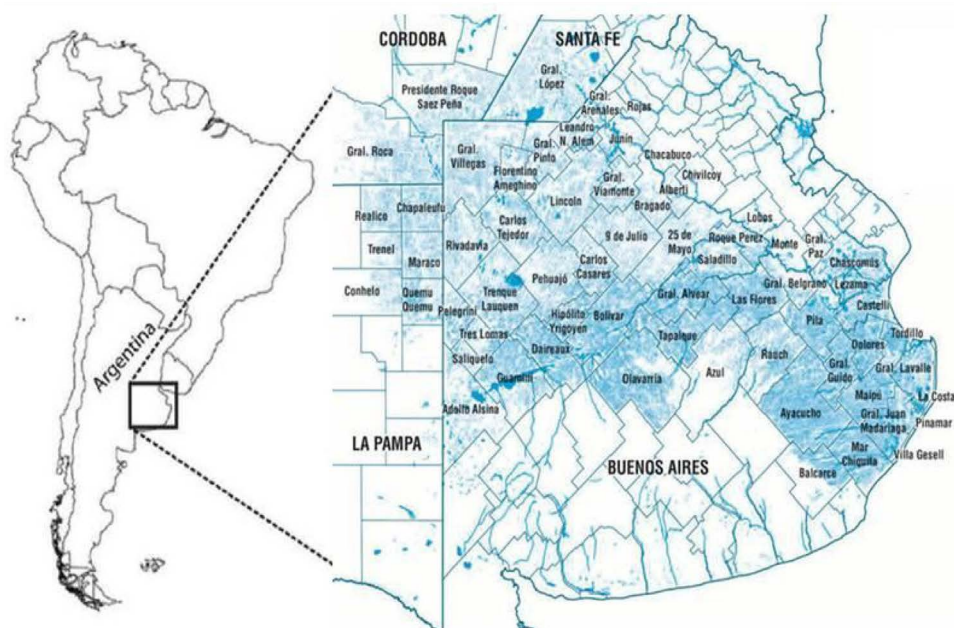 Argentina
CORDOBA
SANTA FE
Presidente Roque
Saez Peña
Gral.
López
Gral.
Arenales
Rojas
Leandro
N. Alem
Junín
Gral. Roca
Gral.
Villegas
Gral.
Pinto
Chacabuco
Florentino
Ameghino
Chivilcoy
Gral.
Viamonte
Alberti
Realico
Chapaleufu
Lincoln
Bragado
Carlos
Tejedor
Lobos
Trenel
Rivadavia
9 de Julio
25 de
Mayo
Roque Perez
Monte
Gral.
Paz
Maraco
Carlos
Casares
Saladillo
Chascomús
Conhelo
Quemu
Quemu
Pehuajó
Trenque
Lauquen
Gral. Alvear
Gral. Belgrano
Lezama
Pelegrini
Las Flores
Castelli
Hipólito
Yrigoyen
Bolívar
Pila
Tres Lomas
Tapalque
Tordillo
Daireaux
Dolores
Saliquelo
Rauch
Gral.
Guido
Gral. Lavalle
Guamini
Olavarría
Azul
Maipú
La Costa
Adolfo Alsina
Ayacucho
Gral. Juan
Madariaga
Pinamar
LA PAMPA
BUENOS AIRES
Mar
Chiquita
Villa Gesell
Balcarce